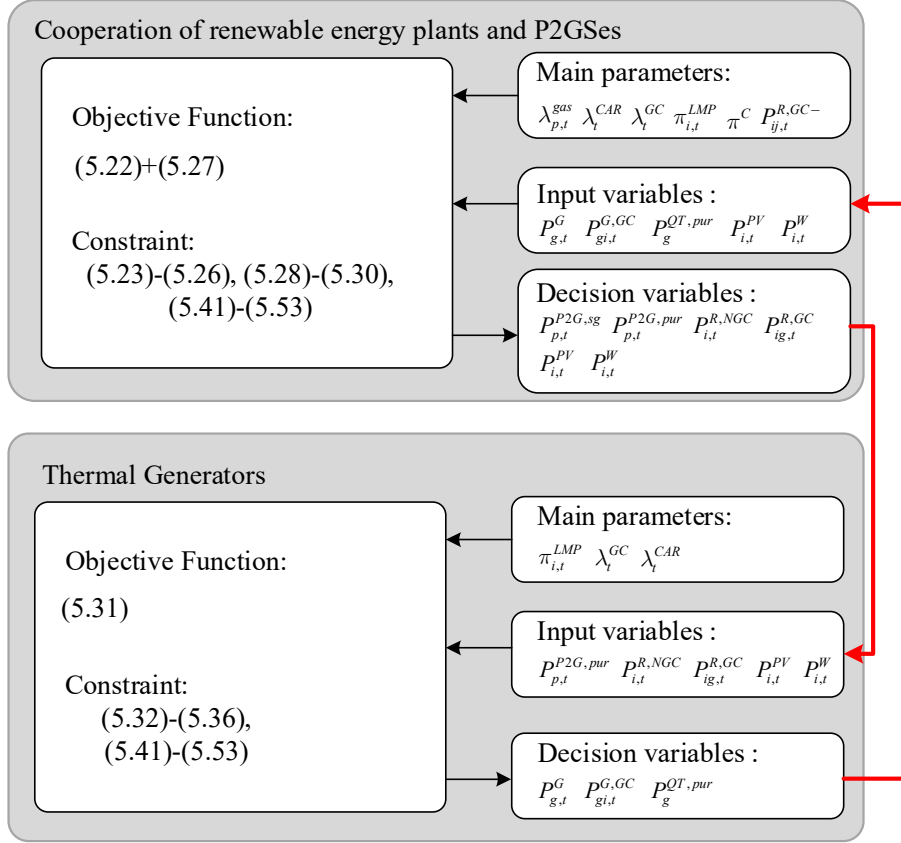 Cooperation of renewable energy plants and P2GSes
Objective Function:
(5.22)+(5.27)
Constraint:
(5.23)-(5.26), (5.28)-(5.30),
(5.41)-(5.53)
Main parameters:
λ_{p,t}^{gas} λ_t^{CAR} λ_t^{GC} π_{i,t}^{LMP} π^C P_{ij,t}^{R,GC-}
Input variables :
P_{g,t}^G P_{gi,t}^{G,GC} P_g^{QT,pur} P_{i,t}^{PV} P_{i,t}^W
Decision variables :
P_{p,t}^{P2G,sg} P_{p,t}^{P2G,pur} P_{i,t}^{R,NGC} P_{ig,t}^{R,GC}
P_{i,t}^{PV} P_{i,t}^W
Thermal Generators
Objective Function:
(5.31)
Constraint:
(5.32)-(5.36),
(5.41)-(5.53)
Main parameters:
π_{i,t}^{LMP} λ_t^{GC} λ_t^{CAR}
Input variables :
P_{p,t}^{P2G,pur} P_{i,t}^{R,NGC} P_{ig,t}^{R,GC} P_{i,t}^{PV} P_{i,t}^W
Decision variables :
P_{g,t}^G P_{gi,t}^{G,GC} P_g^{QT,pur}